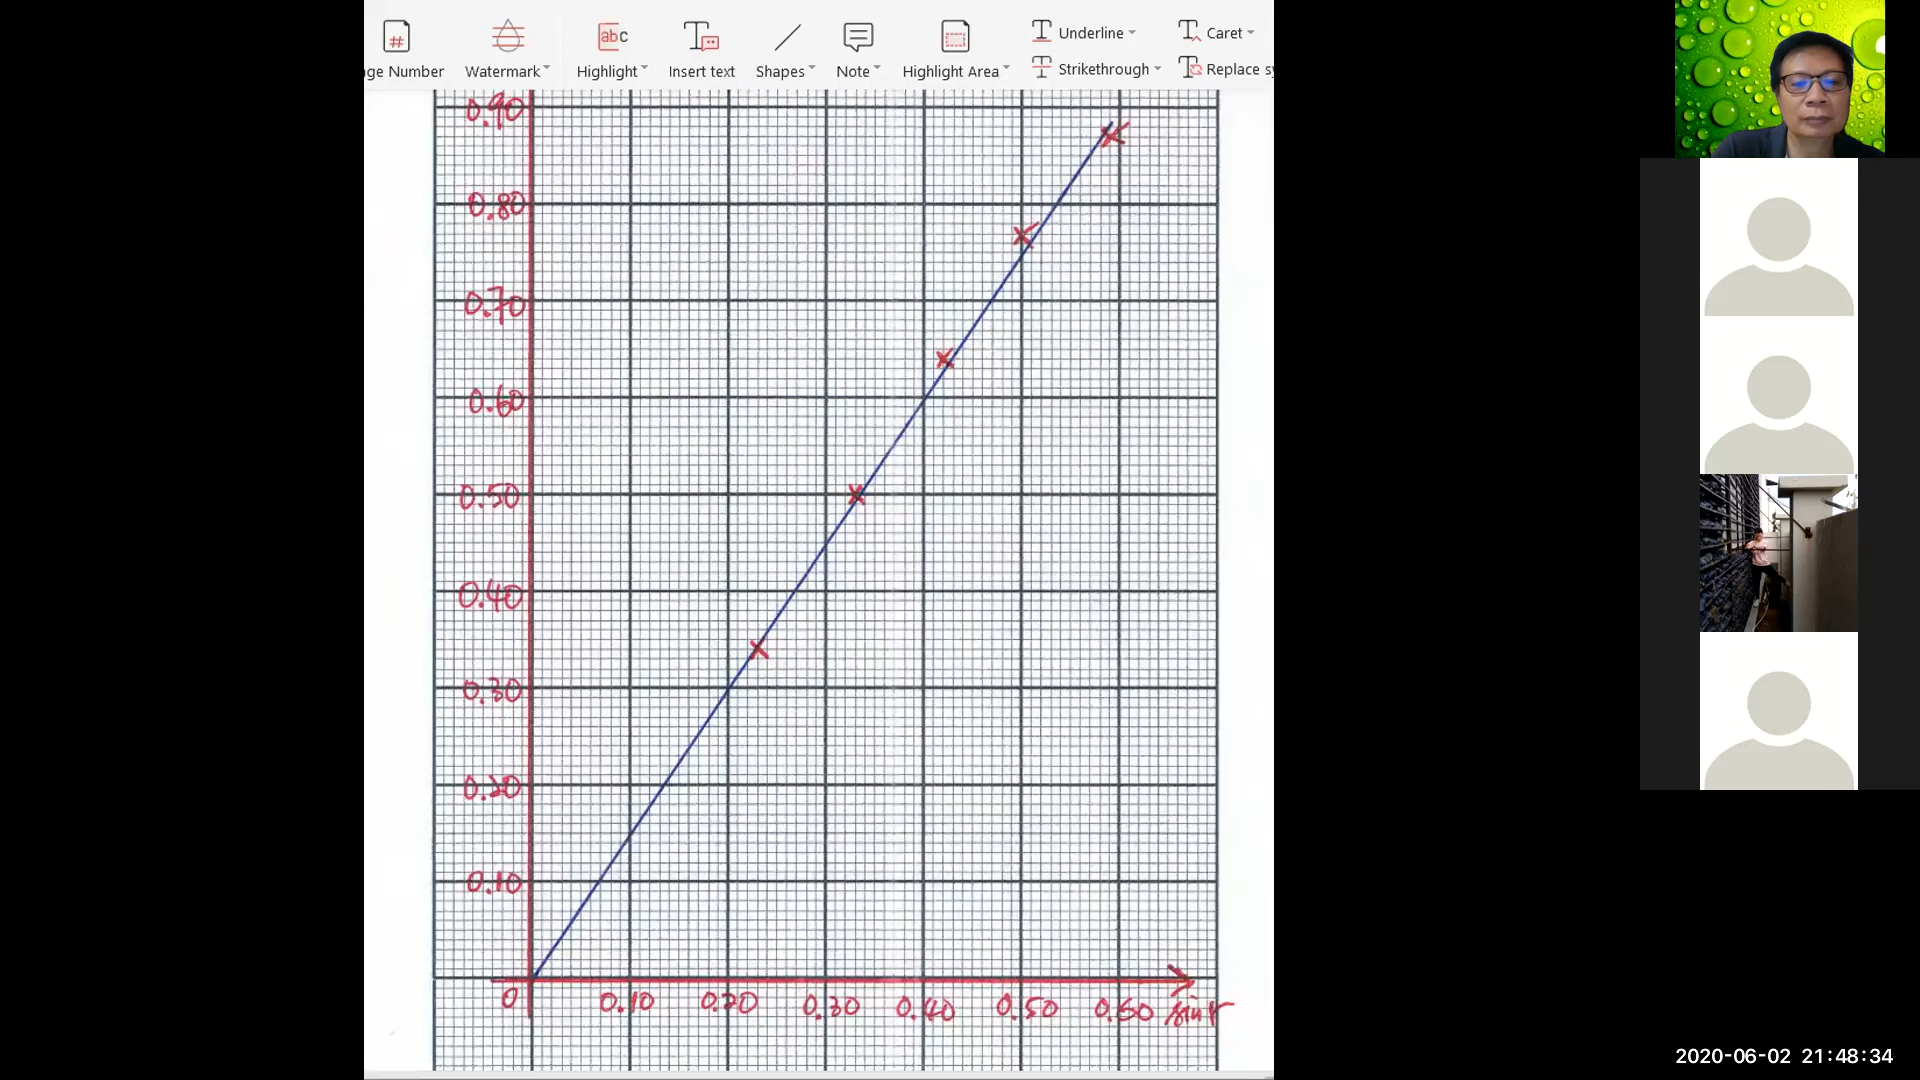 ge Number
Watermark
Highlight
Insert text
Shapes
Note
Highlight Area
Underline
Strikethrough
Caret
Replace sy
0.90
0.80
0.70
0.60
0.50
0.40
0.30
0.20
0.10
0
0.10
0.20
0.30
0.40
0.50
0.60
sin r
2020-06-02 21:48:34